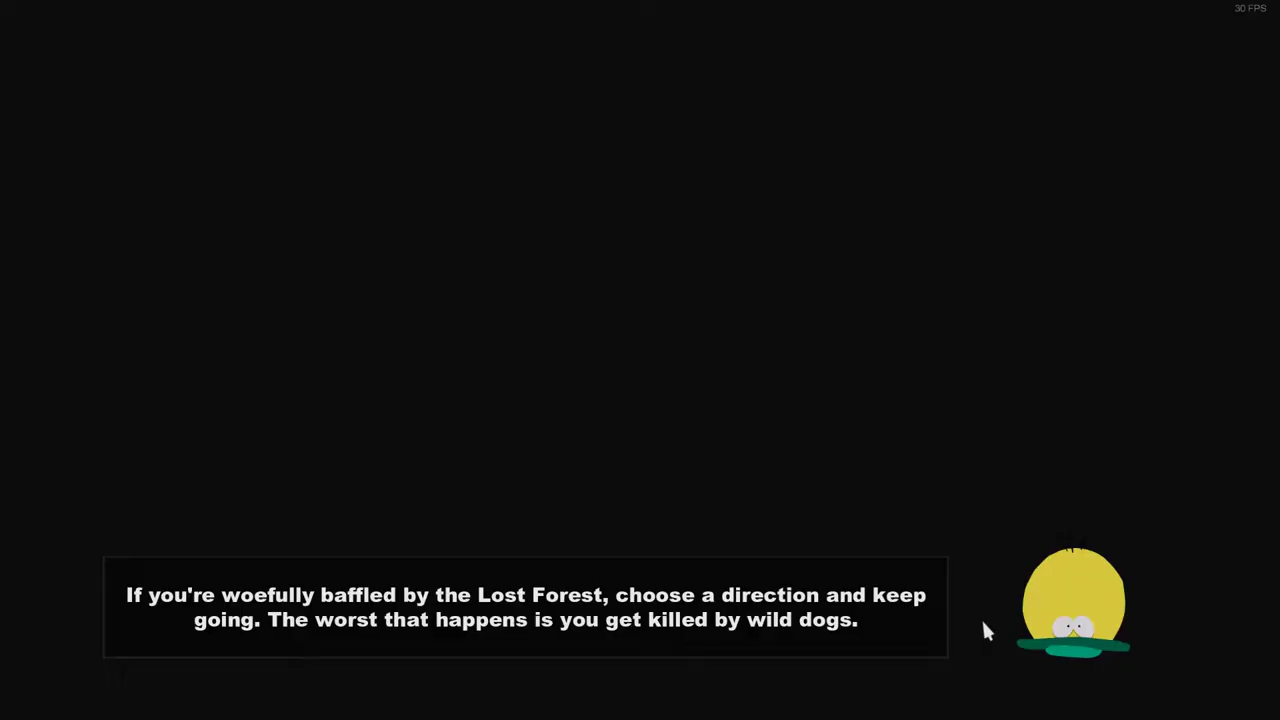 30 FPS
If you're woefully baffled by the Lost Forest, choose a direction and keep
going. The worst that happens is you get killed by wild dogs.